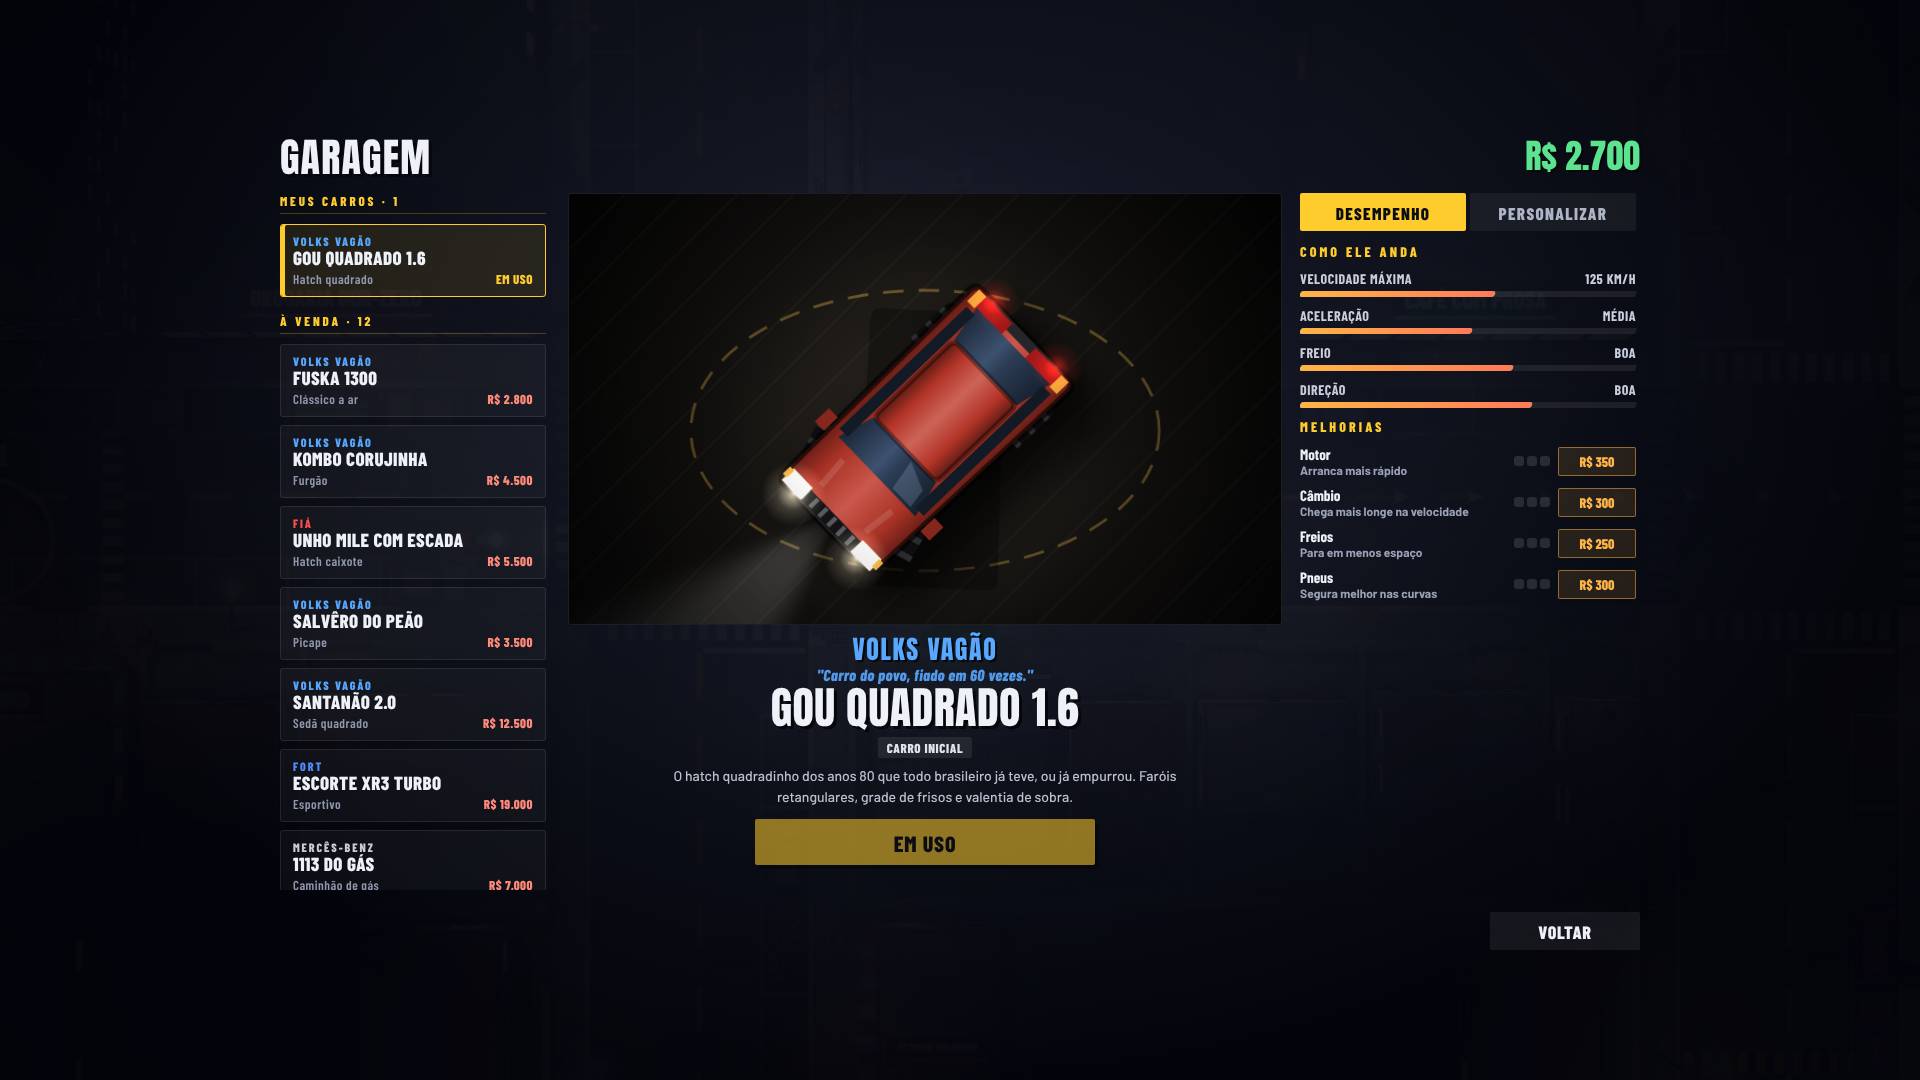 GARAGEM
R$ 2.700
MEUS CARROS · 1
VOLKS VAGÃO
GOU QUADRADO 1.6
Hatch quadrado
EM USO
À VENDA · 12
VOLKS VAGÃO
FUSKA 1300
Clássico a ar
R$ 2.800
VOLKS VAGÃO
KOMBO CORUJINHA
Furgão
R$ 4.500
FIÁ
UNHO MILE COM ESCADA
Hatch caixote
R$ 5.500
VOLKS VAGÃO
SALVÊRO DO PEÃO
Picape
R$ 3.500
VOLKS VAGÃO
SANTANÃO 2.0
Sedã quadrado
R$ 12.500
FORT
ESCORTE XR3 TURBO
Esportivo
R$ 19.000
MERCÊS-BENZ
1113 DO GÁS
Caminhão de gás
R$ 7.000
VOLKS VAGÃO
"Carro do povo, fiado em 60 vezes."
GOU QUADRADO 1.6
CARRO INICIAL
O hatch quadradinho dos anos 80 que todo brasileiro já teve, ou já empurrou. Faróis
retangulares, grade de frisos e valentia de sobra.
EM USO
DESEMPENHO
PERSONALIZAR
COMO ELE ANDA
VELOCIDADE MÁXIMA
125 KM/H
ACELERAÇÃO
MÉDIA
FREIO
BOA
DIREÇÃO
BOA
MELHORIAS
Motor
Arranca mais rápido
R$ 350
Câmbio
Chega mais longe na velocidade
R$ 300
Freios
Para em menos espaço
R$ 250
Pneus
Segura melhor nas curvas
R$ 300
VOLTAR